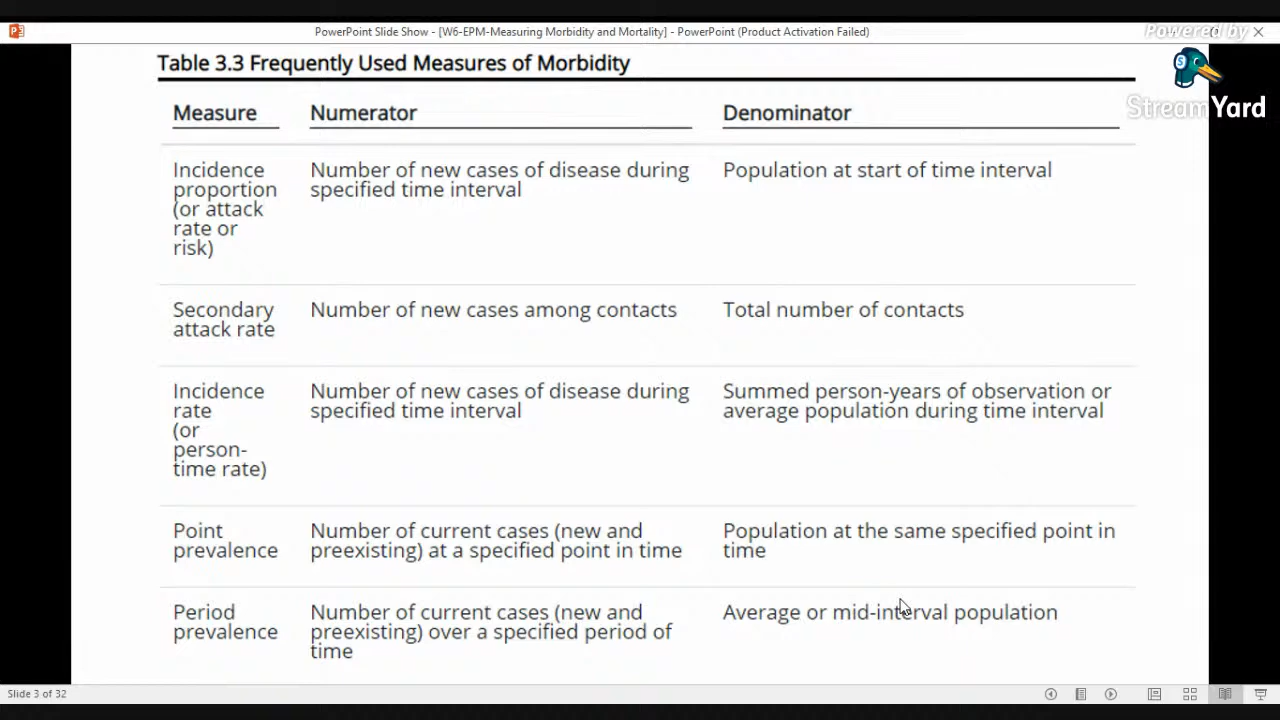 PowerPoint Slide Show - [W6-EPM-Measuring Morbidity and Mortality] - PowerPoint (Product Activation Failed)
Powered by
StreamYard
Table 3.3 Frequently Used Measures of Morbidity
Measure Numerator Denominator
Incidence proportion (or attack rate or risk)
Number of new cases of disease during
specified time interval
Population at start of time interval
Secondary
attack rate
Number of new cases among contacts
Total number of contacts
Incidence
rate
(or
person-
time rate)
Number of new cases of disease during
specified time interval
Summed person-years of observation or
average population during time interval
Point
prevalence
Number of current cases (new and
preexisting) at a specified point in time
Population at the same specified point in
time
Period
prevalence
Number of current cases (new and
preexisting) over a specified period of
time
Average or mid-interval population
Slide 3 of 32